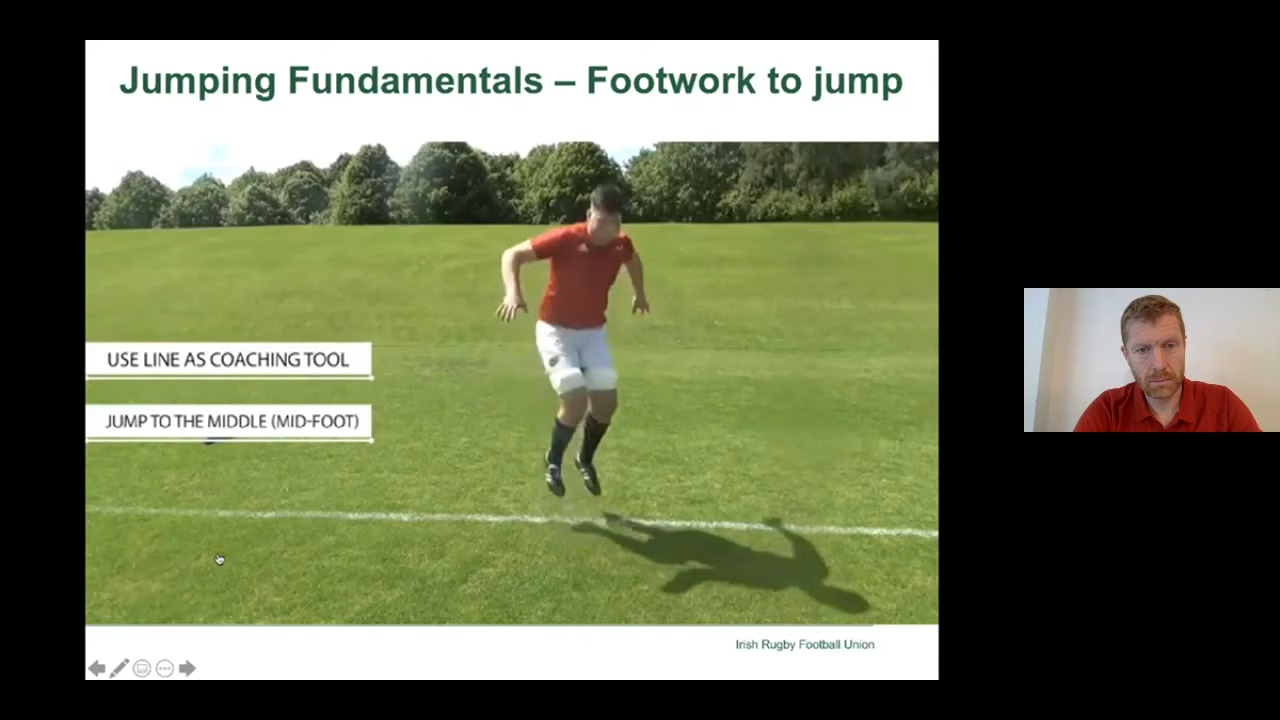 Jumping Fundamentals – Footwork to jump
USE LINE AS COACHING TOOL
JUMP TO THE MIDDLE (MID-FOOT)
Irish Rugby Football Union